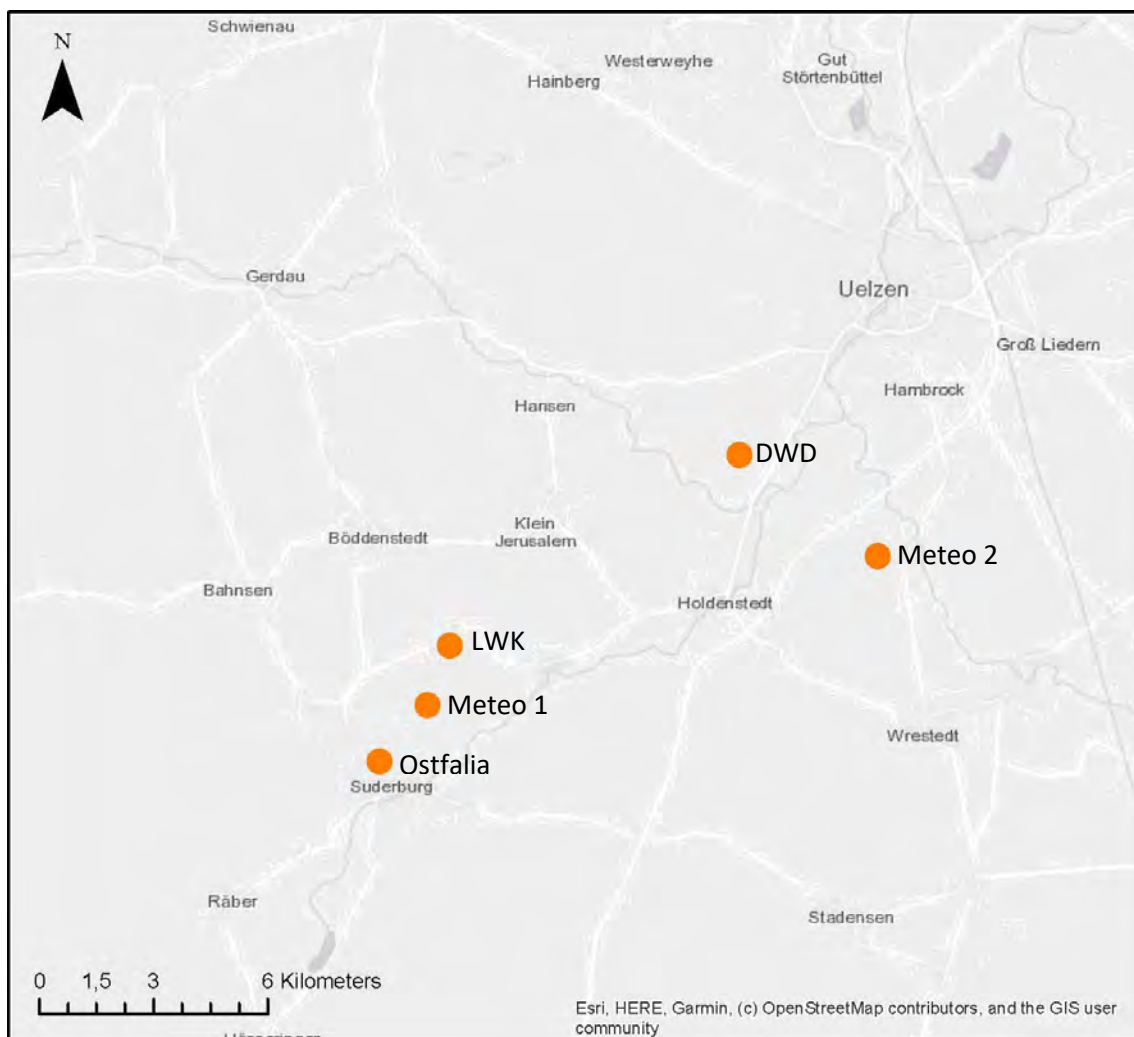 Schwienau
N
Westerweyhe
Gut
Störtenbüttel
Hainberg
Gerdau
Uelzen
Groß Liedern
Hambrock
Hansen
DWD
Klein
Jerusalem
Böddenstedt
Meteo 2
Bahnsen
Holdenstedt
LWK
Meteo 1
Wrestedt
Ostfalia
Suderburg
Räber
Stadensen
0 1,5 3 6 Kilometers
Esri, HERE, Garmin, (c) OpenStreetMap contributors, and the GIS user
community